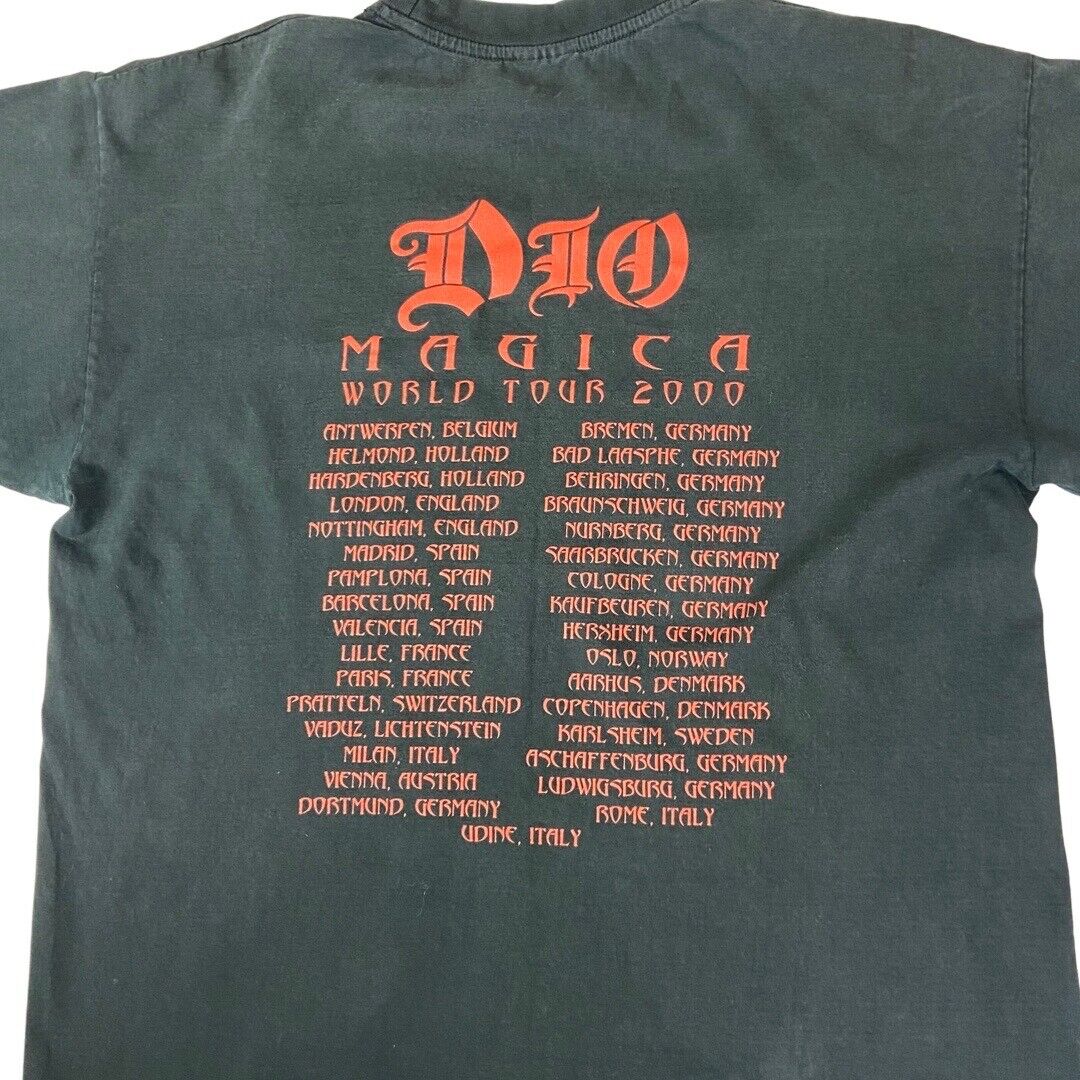 DIO
MAGICA
WORLD TOUR 2000
ANTWERPEN, BELGIUM
HELMOND, HOLLAND
HARDENBERG, HOLLAND
LONDON, ENGLAND
NOTTINGHAM, ENGLAND
MADRID, SPAIN
PAMPLONA, SPAIN
BARCELONA, SPAIN
VALENCIA, SPAIN
LILLE, FRANCE
PARIS, FRANCE
PRATTELN, SWITZERLAND
VADUZ, LICHTENSTEIN
MILAN, ITALY
VIENNA, AUSTRIA
DORTMUND, GERMANY
BREMEN, GERMANY
BAD LAASPHE, GERMANY
BEHRINGEN, GERMANY
BRAUNSCHWEIG, GERMANY
NURNBERG, GERMANY
SAARBRUCKEN, GERMANY
COLOGNE, GERMANY
KAUFBEUREN, GERMANY
HERXHEIM, GERMANY
OSLO, NORWAY
AARHUS, DENMARK
COPENHAGEN, DENMARK
KARLSHEIM, SWEDEN
ASCHAFFENBURG, GERMANY
LUDWIGSBURG, GERMANY
ROME, ITALY
UDINE, ITALY